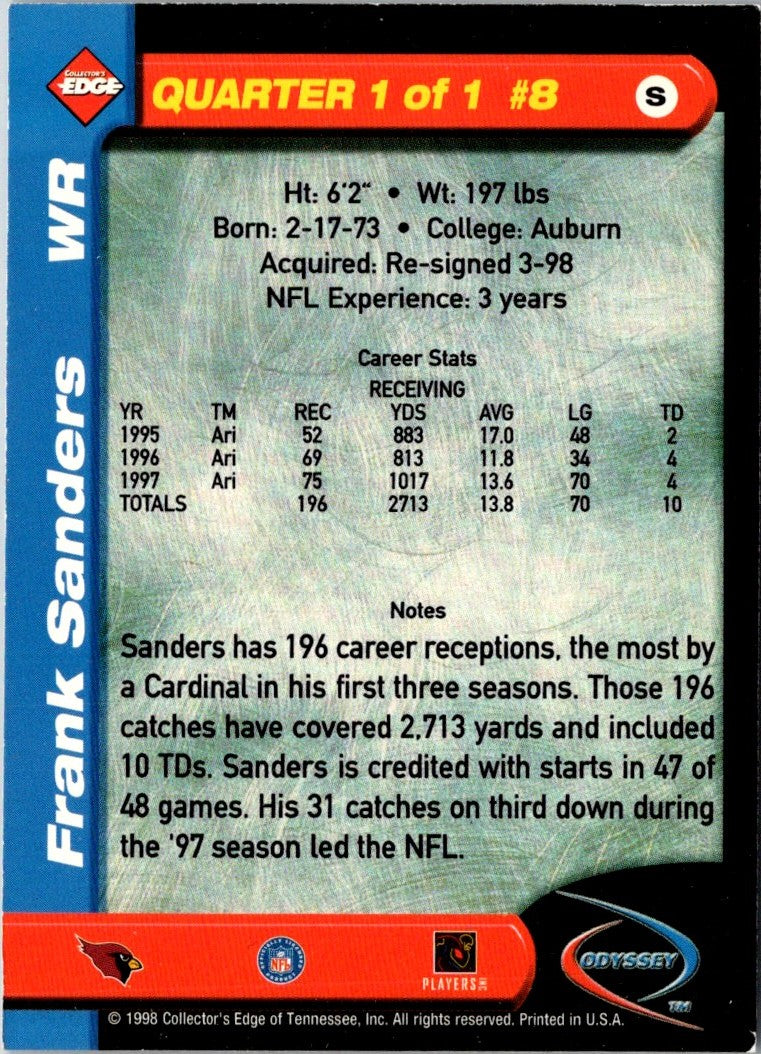 COLLECTOR'S
EDGE
QUARTER 1 of 1 #8
S
Frank Sanders WR
Ht: 6'2" • Wt: 197 lbs
Born: 2-17-73 • College: Auburn
Acquired: Re-signed 3-98
NFL Experience: 3 years
Career Stats
RECEIVING
YR TM REC YDS AVG LG TD
1995 Ari 52 883 17.0 48 2
1996 Ari 69 813 11.8 34 4
1997 Ari 75 1017 13.6 70 4
TOTALS 196 2713 13.8 70 10
Notes
Sanders has 196 career receptions, the most by
a Cardinal in his first three seasons. Those 196
catches have covered 2,713 yards and included
10 TDs. Sanders is credited with starts in 47 of
48 games. His 31 catches on third down during
the '97 season led the NFL.
NFL
PLAYERS INC
ODYSSEY
TM
© 1998 Collector's Edge of Tennessee, Inc. All rights reserved. Printed in U.S.A.